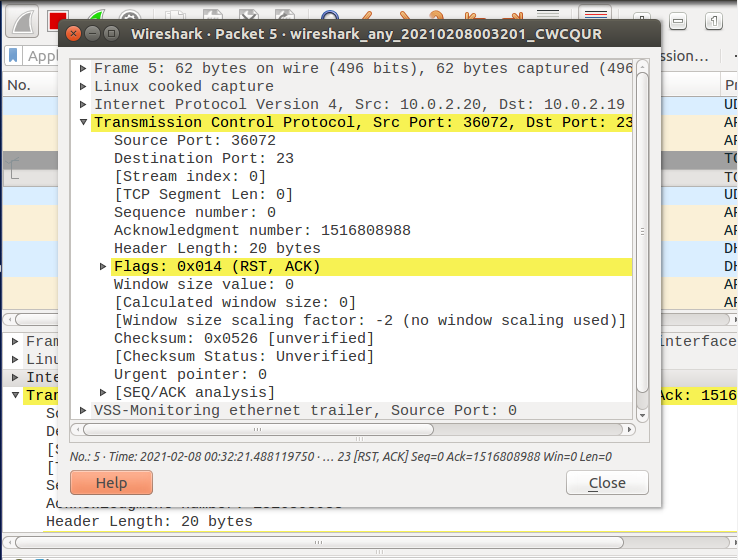 Wireshark · Packet 5 · wireshark_any_20210208003201_CWCQUR
Appl
ssion…
No.
Pr
Frame 5: 62 bytes on wire (496 bits), 62 bytes captured (496
Linux cooked capture
Internet Protocol Version 4, Src: 10.0.2.20, Dst: 10.0.2.19
Transmission Control Protocol, Src Port: 36072, Dst Port: 23
Source Port: 36072
Destination Port: 23
[Stream index: 0]
[TCP Segment Len: 0]
Sequence number: 0
Acknowledgment number: 1516808988
Header Length: 20 bytes
Flags: 0x014 (RST, ACK)
Window size value: 0
[Calculated window size: 0]
[Window size scaling factor: -2 (no window scaling used)]
Checksum: 0x0526 [unverified]
[Checksum Status: Unverified]
Urgent pointer: 0
[SEQ/ACK analysis]
VSS-Monitoring ethernet trailer, Source Port: 0
UD
AR
AR
TC
TC
UD
AR
AR
DH
DH
AR
AR
No.: 5 · Time: 2021-02-08 00:32:21.488119750 · … 23 [RST, ACK] Seq=0 Ack=1516808988 Win=0 Len=0
Help
Close
Fram
interface
Linu
Inte
Trans
Ack: 1516
So
De
[S
[T
Se
Header Length: 20 bytes